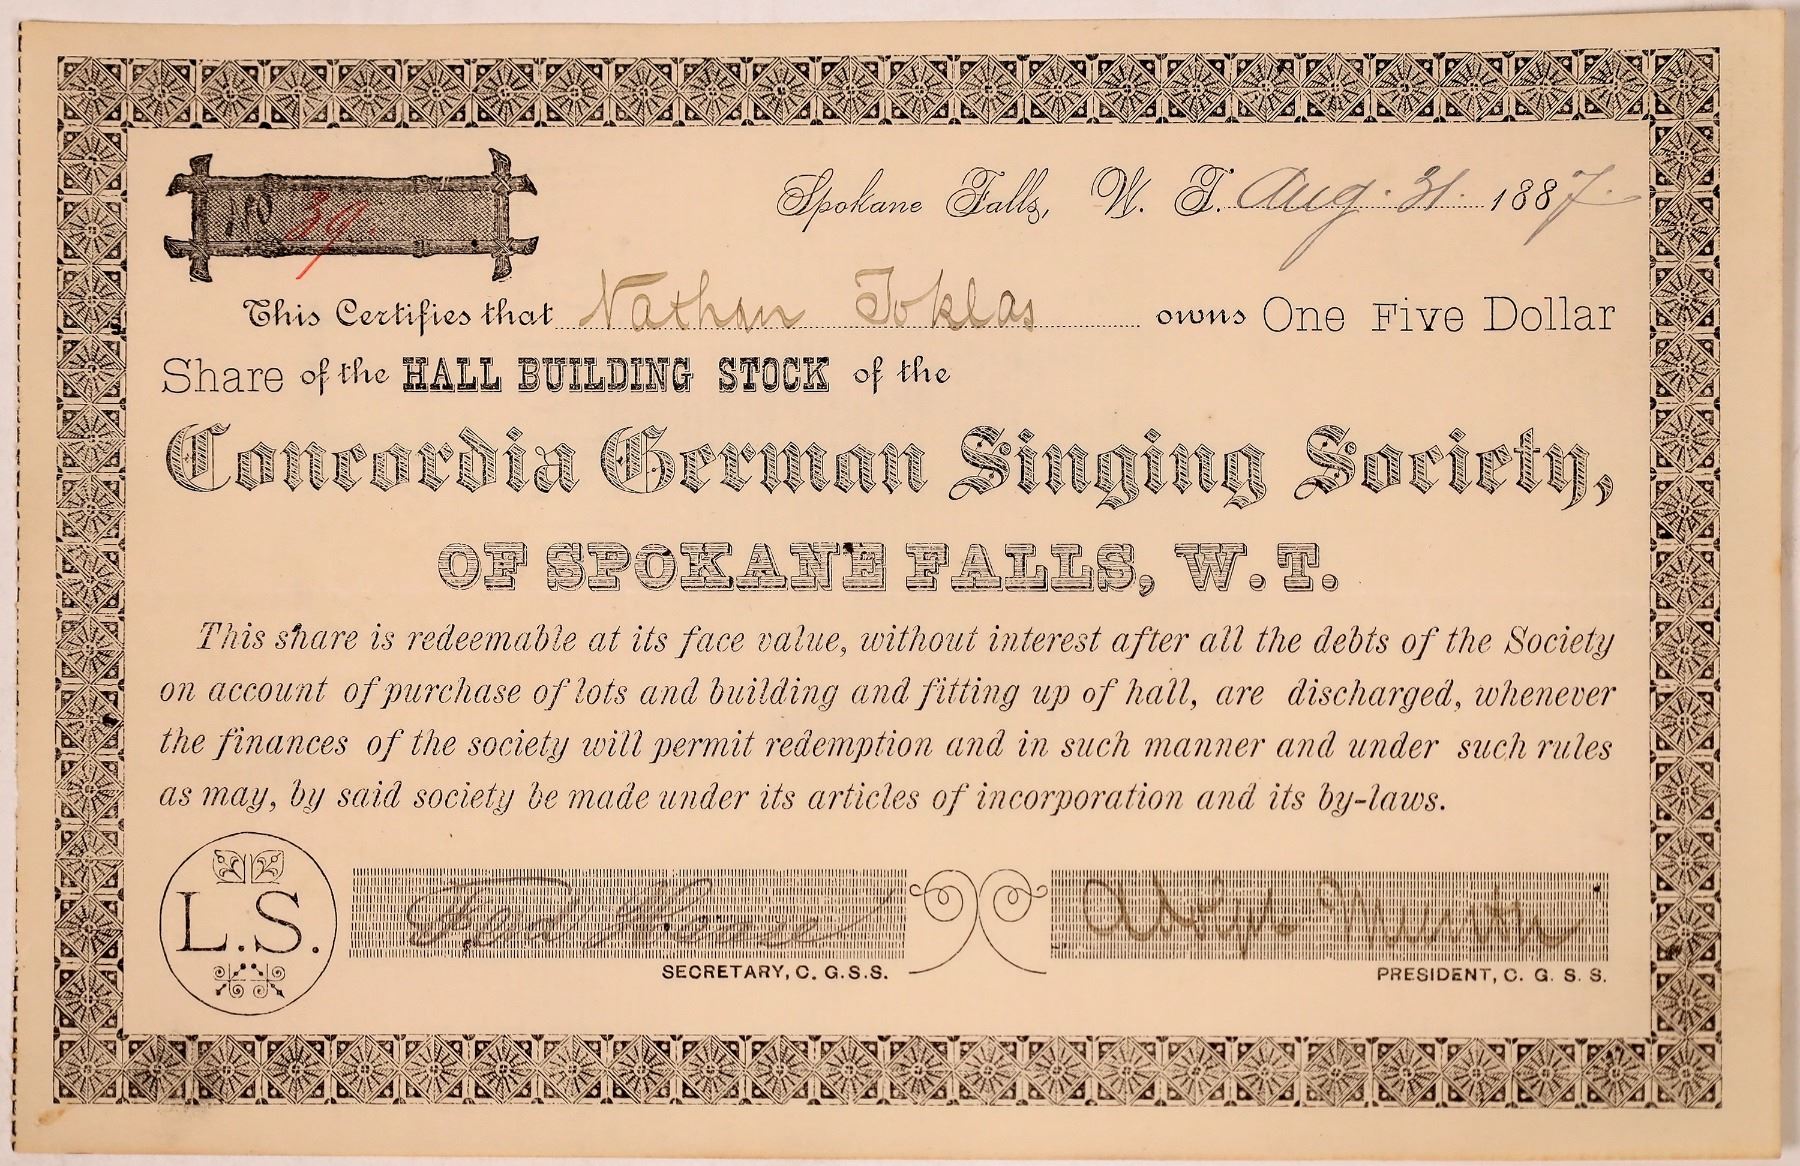 No 39.
Spokane Falls, W. T. Aug. 31. 1887.
This Certifies that Nathan Toklas owns One Five Dollar
Share of the HALL BUILDING STOCK of the
Concordia German Singing Society,
OF SPOKANE FALLS, W. T.
This share is redeemable at its face value, without interest after all the debts of the Society
on account of purchase of lots and building and fitting up of hall, are discharged, whenever
the finances of the society will permit redemption and in such manner and under such rules
as may, by said society be made under its articles of incorporation and its by-laws.
L.S.
Adolph
SECRETARY, C. G. S. S.
PRESIDENT, C. G. S. S.